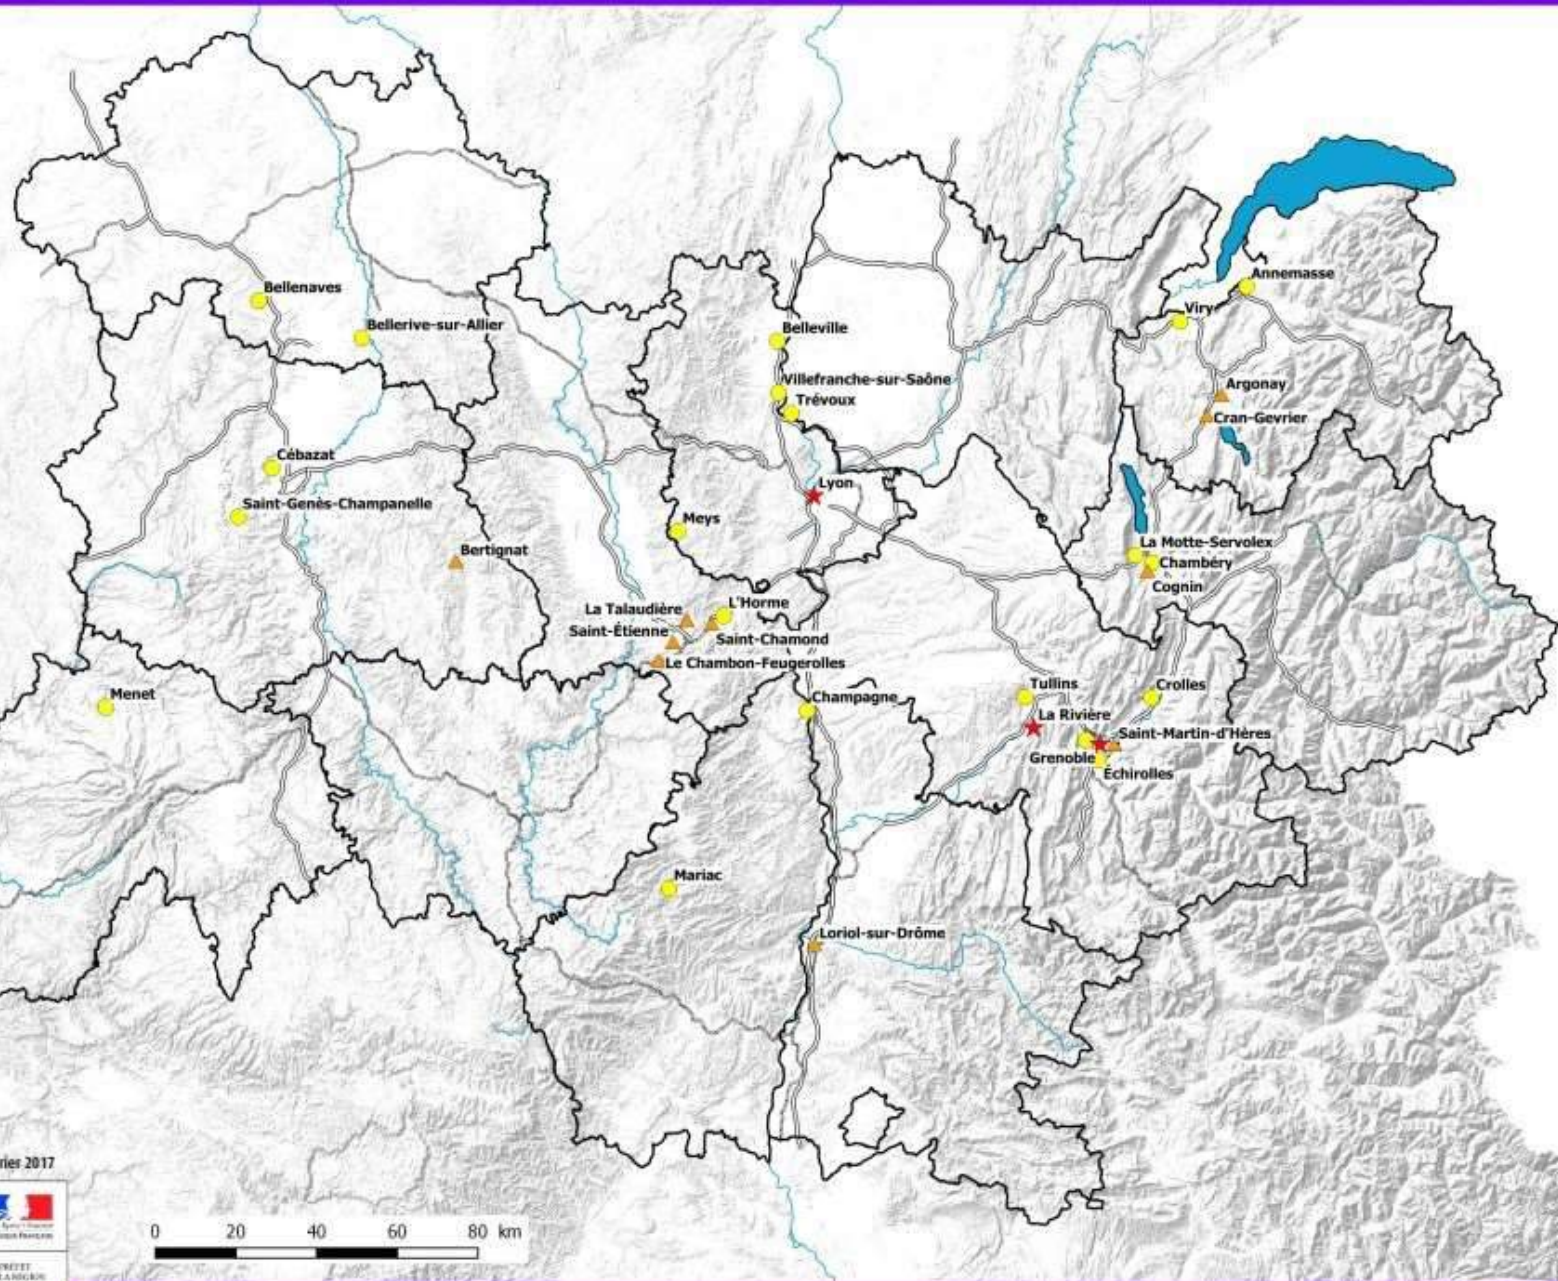 Annemasse
Bellenaves
Viry
Bellerive-sur-Allier
Belleville
Villefranche-sur-Saône
Argonay
Trévoux
Cran-Gevrier
Cébazat
Lyon
Saint-Genès-Champanelle
Meys
La Motte-Servolex
Bertignat
Chambéry
Cognin
L'Horme
La Talaudière
Saint-Étienne
Saint-Chamond
Le Chambon-Feugerolles
Tullins
Crolles
Menet
Champagne
La Rivière
Saint-Martin-d'Hères
Grenoble
Échirolles
Mariac
Loriol-sur-Drôme
2017
0 20 40 60 80 km